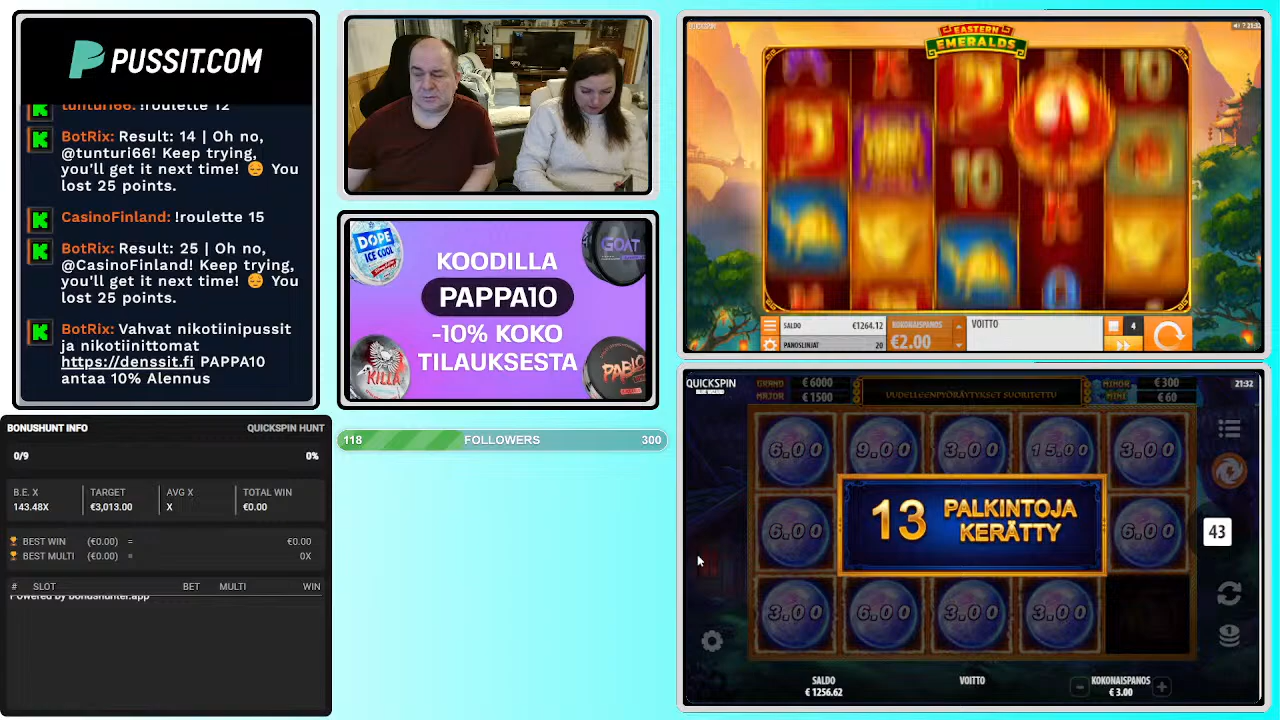 PUSSIT.COM
tunturi66: !roulette 12
BotRix: Result: 14 | Oh no,
@tunturi66! Keep trying,
you'll get it next time! 😔 You
lost 25 points.
CasinoFinland: !roulette 15
BotRix: Result: 25 | Oh no,
@CasinoFinland! Keep trying,
you'll get it next time! 😔 You
lost 25 points.
BotRix: Vahvat nikotiinipussit
ja nikotiinittomat
https://denssit.fi PAPPA10
antaa 10% Alennus
BONUSHUNT INFO QUICKSPIN HUNT
0/9 0%
B.E. X TARGET AVG X TOTAL WIN
143.48X €3,013.00 X €0.00
BEST WIN (€0.00) = €0.00
BEST MULTI (€0.00) = 0X
# SLOT BET MULTI WIN
Powered by bonushunter.app
DOPE
ICE COOL
GOAT
KILLA
PABLO
KOODILLA
PAPPA10
-10% KOKO
TILAUKSESTA
118 FOLLOWERS 300
QUICKSPIN
EASTERN
EMERALDS
21:32
10
10
SALDO €1264.12
PANOSLINJAT 20
KOKONAISPANOS
€2.00
VOITTO
4
QUICKSPIN
GRAND € 6000
MAJOR € 1500
UUDELLEENPYÖRÄYTYKSET SUORITETTU
MINOR € 300
MINI € 60
21:32
6.00 9.00 3.00 15.00 3.00
6.00 6.00
13 PALKINTOJA
KERÄTTY
43
3.00 6.00 3.00 3.00
SALDO
€ 1256.62
VOITTO
KOKONAISPANOS
€ 3.00